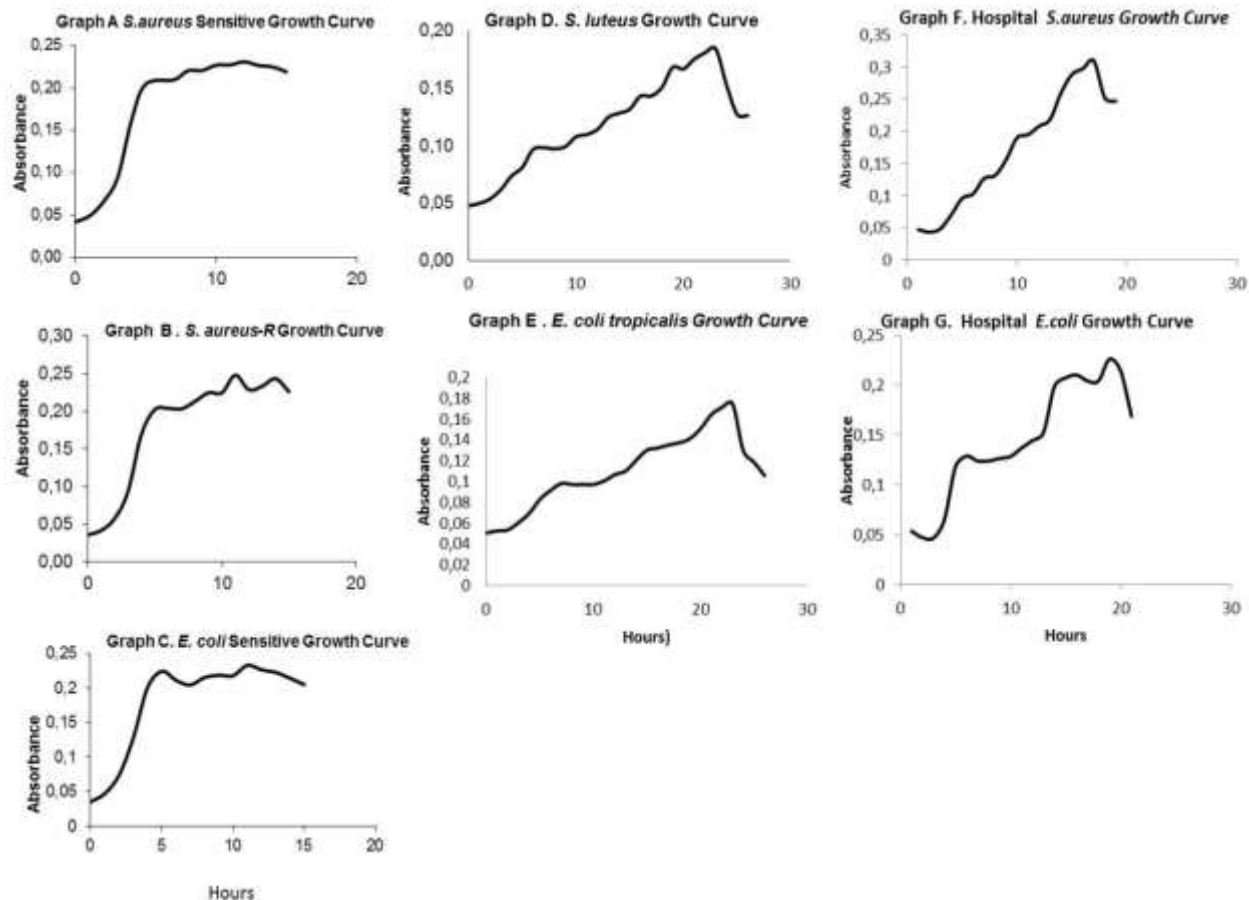 Graph A S.aureus Sensitive Growth Curve
0,25
0,20
0,15
0,10
0,05
0,00
Absorbance
0 10 20
Graph B . S. aureus-R Growth Curve
0,30
0,25
0,20
0,15
0,10
0,05
0,00
Absorbance
0 10 20
Graph C. E. coli Sensitive Growth Curve
0,25
0,2
0,15
0,1
0,05
0
Absorbance
0 5 10 15 20
Hours
Graph D. S. luteus Growth Curve
0,20
0,15
0,10
0,05
0,00
Absorbance
0 10 20 30
Graph E . E. coli tropicalis Growth Curve
0,2
0,18
0,16
0,14
0,12
0,1
0,08
0,06
0,04
0,02
0
Absorbance
0 10 20 30
Hours)
Graph F. Hospital S.aureus Growth Curve
0,35
0,3
0,25
0,2
0,15
0,1
0,05
0
Absorbance
0 10 20 30
Graph G. Hospital E.coli Growth Curve
0,25
0,2
0,15
0,1
0,05
0
Absorbance
0 10 20 30
Hours